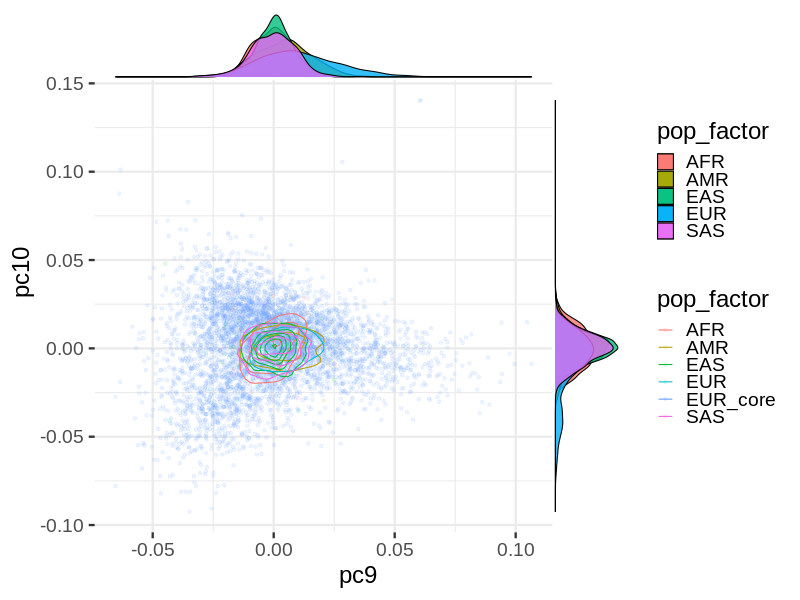 0.15
0.10
0.05
0.00
-0.05
-0.10
pc10
-0.05
0.00
0.05
0.10
pc9
pop_factor
AFR
AMR
EAS
EUR
SAS
pop_factor
AFR
AMR
EAS
EUR
EUR_core
SAS